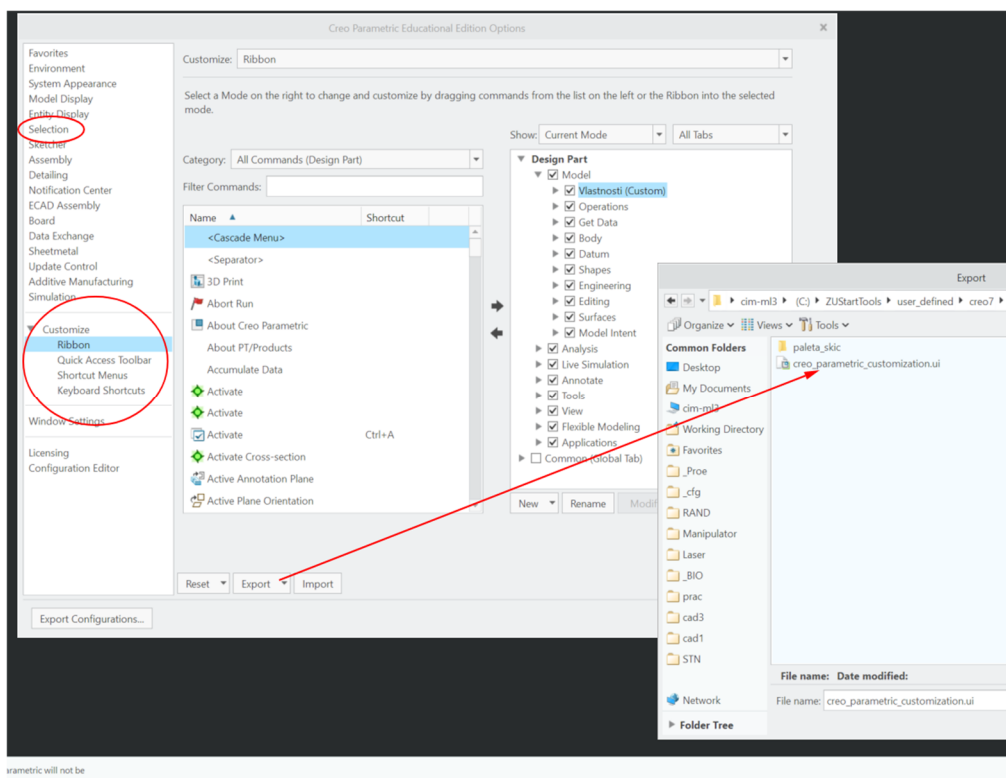 Creo Parametric Educational Edition Options
Favorites
Environment
System Appearance
Model Display
Entity Display
Selection
Sketcher
Assembly
Detailing
Notification Center
ECAD Assembly
Board
Data Exchange
Sheetmetal
Update Control
Additive Manufacturing
Simulation
Customize
Ribbon
Quick Access Toolbar
Shortcut Menus
Keyboard Shortcuts
Window Settings
Licensing
Configuration Editor
Export Configurations...
Customize: Ribbon
Select a Mode on the right to change and customize by dragging commands from the list on the left or the Ribbon into the selected
mode.
Category: All Commands (Design Part)
Filter Commands:
Name Shortcut
<Cascade Menu>
<Separator>
3D Print
Abort Run
About Creo Parametric
About PT/Products
Accumulate Data
Activate
Activate
Activate Ctrl+A
Activate Cross-section
Active Annotation Plane
Active Plane Orientation
Reset Export Import
Show: Current Mode All Tabs
Design Part
Model
Vlastnosti (Custom)
Operations
Get Data
Body
Datum
Shapes
Engineering
Editing
Surfaces
Model Intent
Analysis
Live Simulation
Annotate
Tools
View
Flexible Modeling
Applications
Common (Global Tab)
New Rename Modif
Export
cim-ml3 (C:) ZUStartTools user_defined creo7
Organize Views Tools
Common Folders
Desktop
My Documents
cim-ml3
Working Directory
Favorites
_Proe
_cfg
RAND
Manipulator
Laser
_BIO
prac
cad3
cad1
STN
Network
Folder Tree
paleta_skic
creo_parametric_customization.ui
File name: Date modified:
File name: creo_parametric_customization.ui
arametric will not be